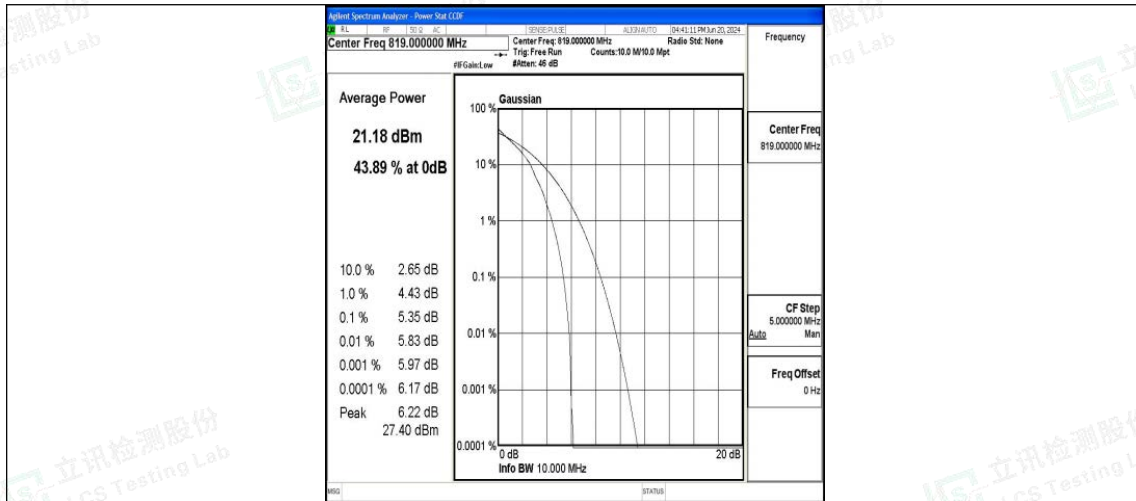 Agilent Spectrum Analyzer - Power Stat CCDF
RL RF 50 Ω AC SENSE:PULSE ALIGNAUTO 04:41:11 PM Jun 20, 2024
Center Freq 819.000000 MHz
Center Freq: 819.000000 MHz Radio Std: None
Trig: Free Run Counts:10.0 M/10.0 Mpt
#IFGain:Low #Atten: 46 dB
Frequency
Average Power
21.18 dBm
43.89 % at 0dB
10.0 % 2.65 dB
1.0 % 4.43 dB
0.1 % 5.35 dB
0.01 % 5.83 dB
0.001 % 5.97 dB
0.0001 % 6.17 dB
Peak 6.22 dB
27.40 dBm
Gaussian
100 %
10 %
1 %
0.1 %
0.01 %
0.001 %
0.0001 %
0 dB 20 dB
Info BW 10.000 MHz
Center Freq
819.000000 MHz
CF Step
5.000000 MHz
Auto Man
Freq Offset
0 Hz
MSG STATUS
立讯检测股份
LCS Testing Lab